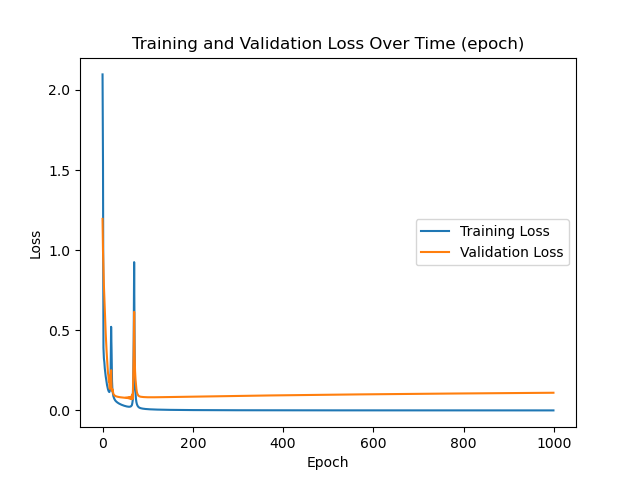 Training and Validation Loss Over Time (epoch)
2.0
1.5
1.0
0.5
0.0
Loss
Training Loss
Validation Loss
0 200 400 600 800 1000
Epoch